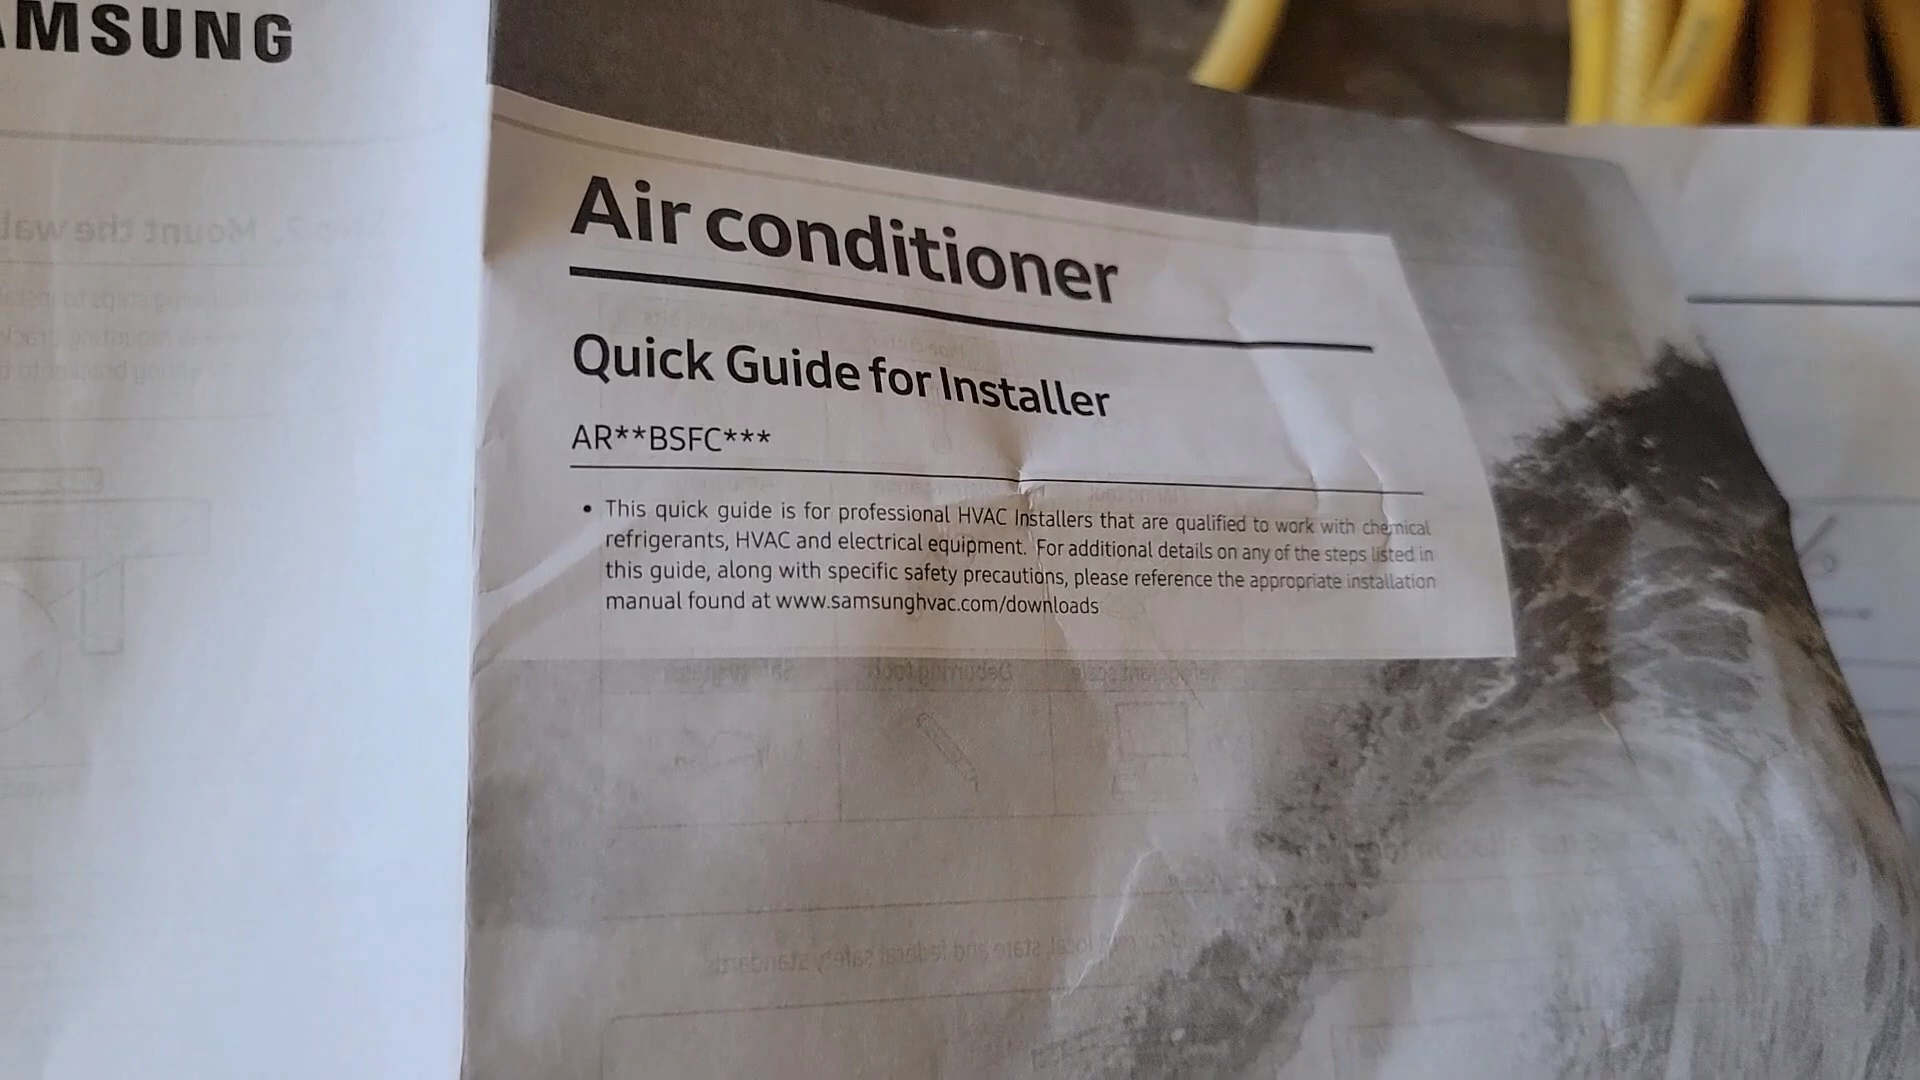 AMSUNG
Air conditioner
Quick Guide for Installer
AR**BSFC***
• This quick guide is for professional HVAC Installers that are qualified to work with chemical
refrigerants, HVAC and electrical equipment. For additional details on any of the steps listed in
this guide, along with specific safety precautions, please reference the appropriate installation
manual found at www.samsunghvac.com/downloads